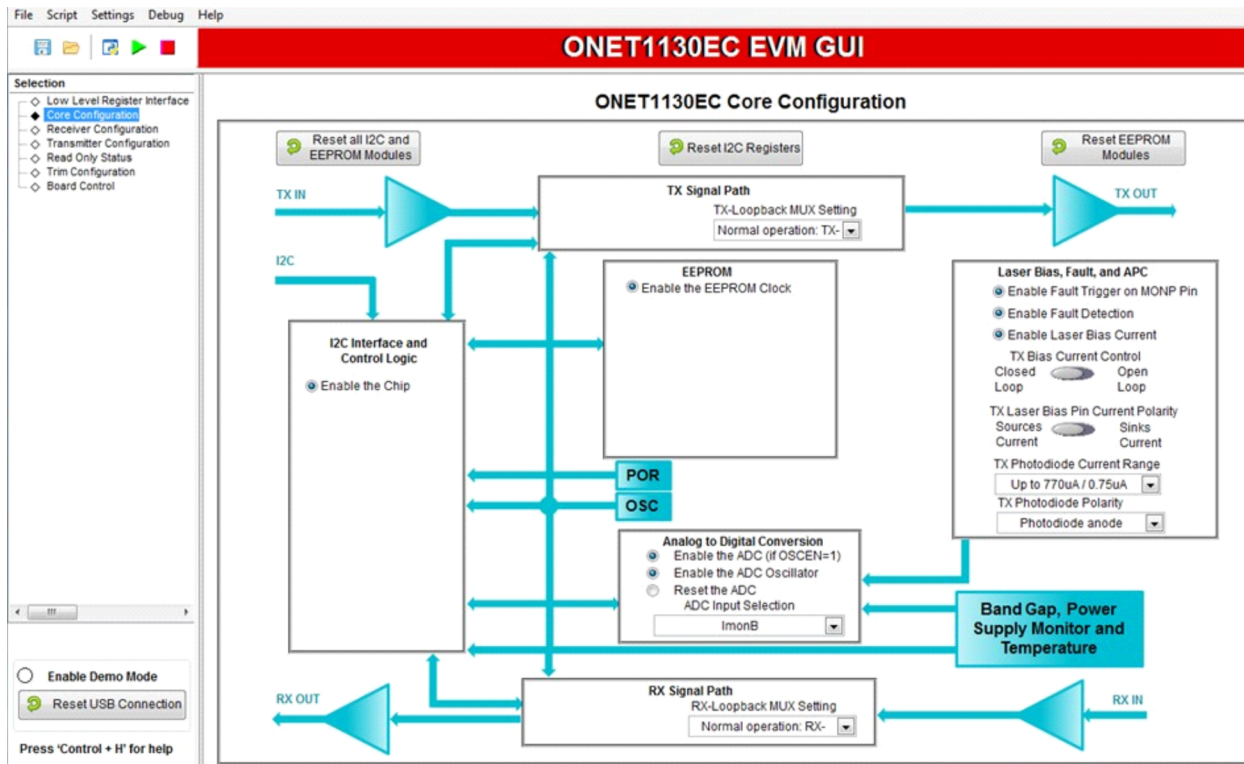 File Script Settings Debug Help
ONET1130EC EVM GUI
Selection
Low Level Register Interface
Core Configuration
Receiver Configuration
Transmitter Configuration
Read Only Status
Trim Configuration
Board Control
Enable Demo Mode
Reset USB Connection
Press 'Control + H' for help
ONET1130EC Core Configuration
Reset all I2C and
EEPROM Modules
Reset I2C Registers
Reset EEPROM
Modules
TX IN
TX Signal Path
TX-Loopback MUX Setting
Normal operation: TX-
TX OUT
I2C
I2C Interface and
Control Logic
Enable the Chip
EEPROM
Enable the EEPROM Clock
Laser Bias, Fault, and APC
Enable Fault Trigger on MONP Pin
Enable Fault Detection
Enable Laser Bias Current
TX Bias Current Control
Closed Open
Loop Loop
TX Laser Bias Pin Current Polarity
Sources Sinks
Current Current
TX Photodiode Current Range
Up to 770uA / 0.75uA
TX Photodiode Polarity
Photodiode anode
POR
OSC
Analog to Digital Conversion
Enable the ADC (if OSCEN=1)
Enable the ADC Oscillator
Reset the ADC
ADC Input Selection
ImonB
Band Gap, Power
Supply Monitor and
Temperature
RX OUT
RX Signal Path
RX-Loopback MUX Setting
Normal operation: RX-
RX IN